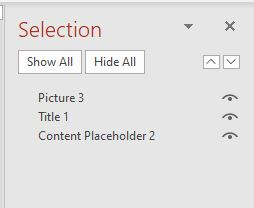 Selection
Show All Hide All
Picture 3
Title 1
Content Placeholder 2